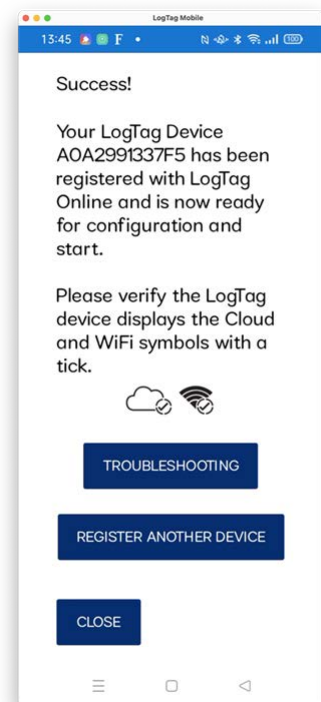 LogTag Mobile
13:45 F 100
Success!
Your LogTag Device
A0A2991337F5 has been
registered with LogTag
Online and is now ready
for configuration and
start.
Please verify the LogTag
device displays the Cloud
and WiFi symbols with a
tick.
TROUBLESHOOTING
REGISTER ANOTHER DEVICE
CLOSE